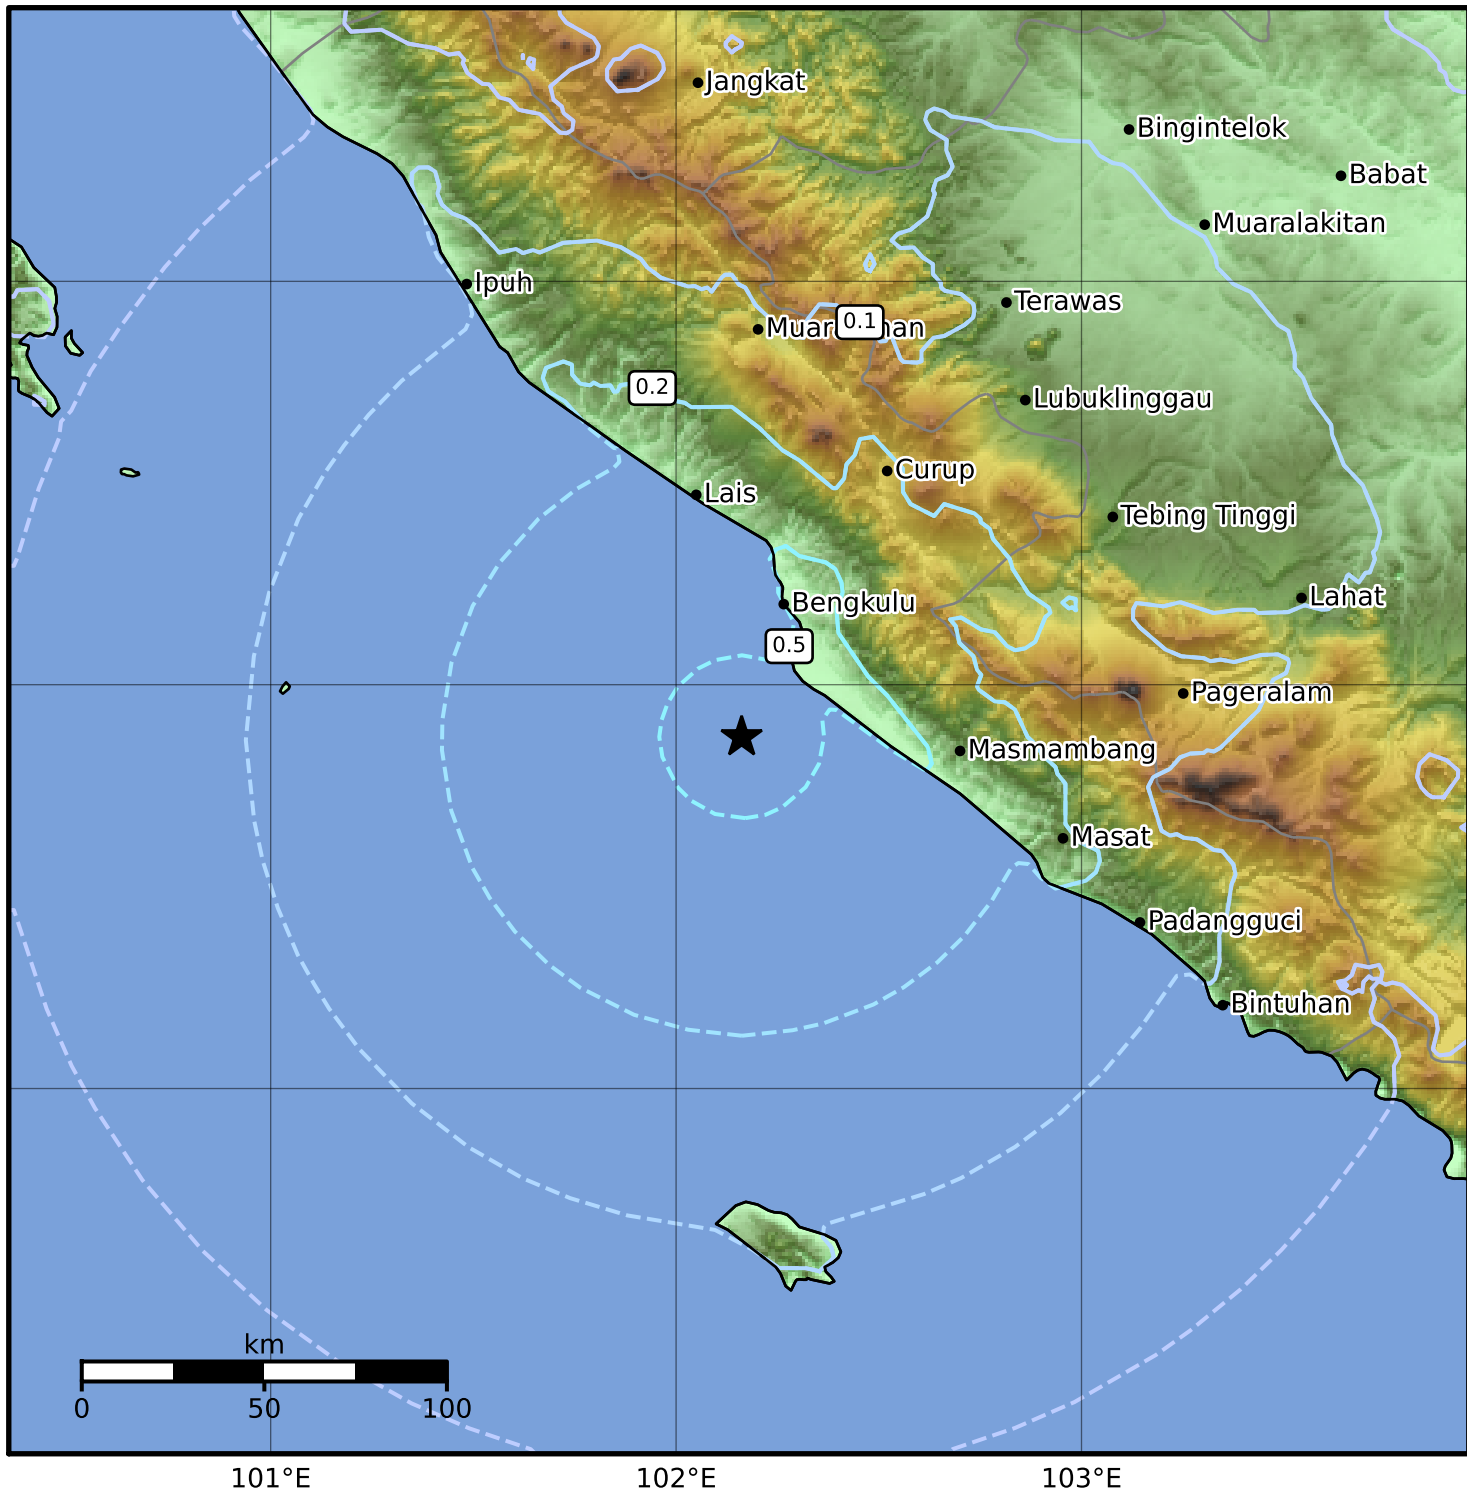 Jangkat
Bingintelok
Babat
Muaralakitan
Ipuh
Terawas
0.1
0.2
Lubuklinggau
Curup
Lais
Tebing Tinggi
Bengkulu
Lahat
0.5
Pageralam
Masmambang
Masat
Padangguci
Bintuhan
km
0 50 100
101°E 102°E 103°E